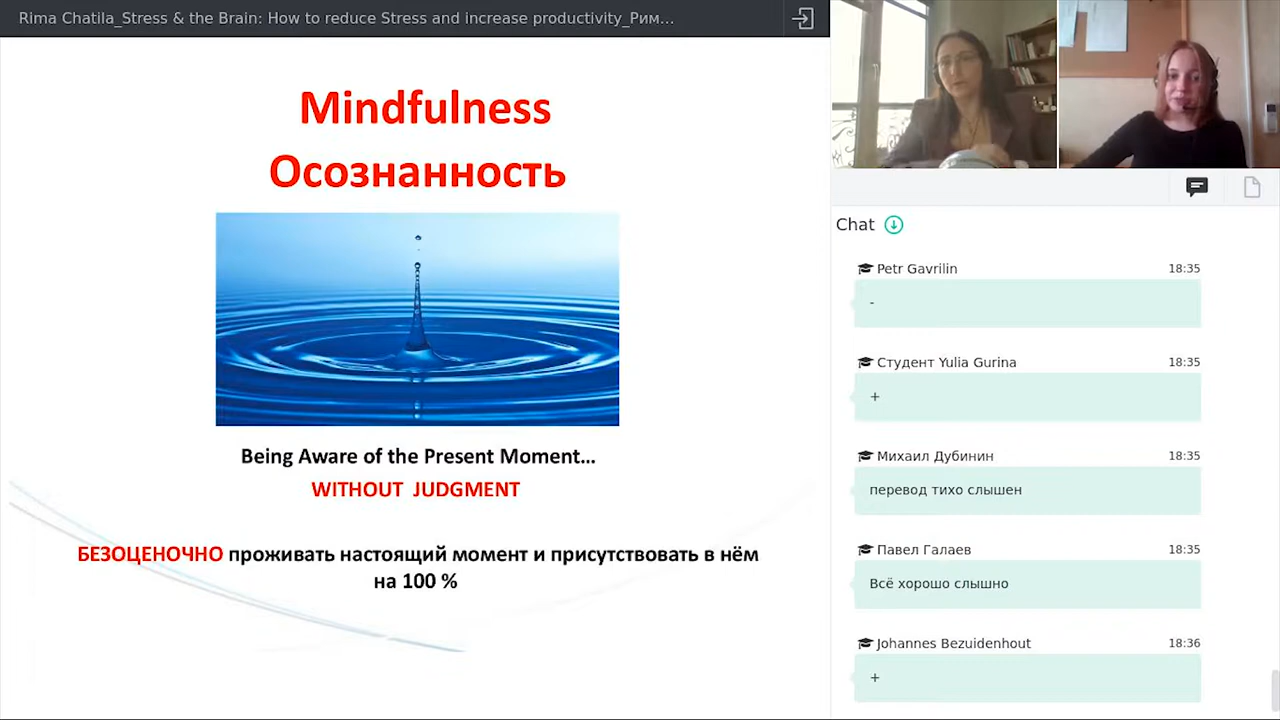 Rima Chatila_Stress & the Brain: How to reduce Stress and increase productivity_Рим...
Mindfulness
Осознанность
Being Aware of the Present Moment...
WITHOUT JUDGMENT
БЕЗОЦЕНОЧНО проживать настоящий момент и присутствовать в нём
на 100 %
Chat
Petr Gavrilin 18:35
-
Студент Yulia Gurina 18:35
+
Михаил Дубинин 18:35
перевод тихо слышен
Павел Галаев 18:35
Всё хорошо слышно
Johannes Bezuidenhout 18:36
+